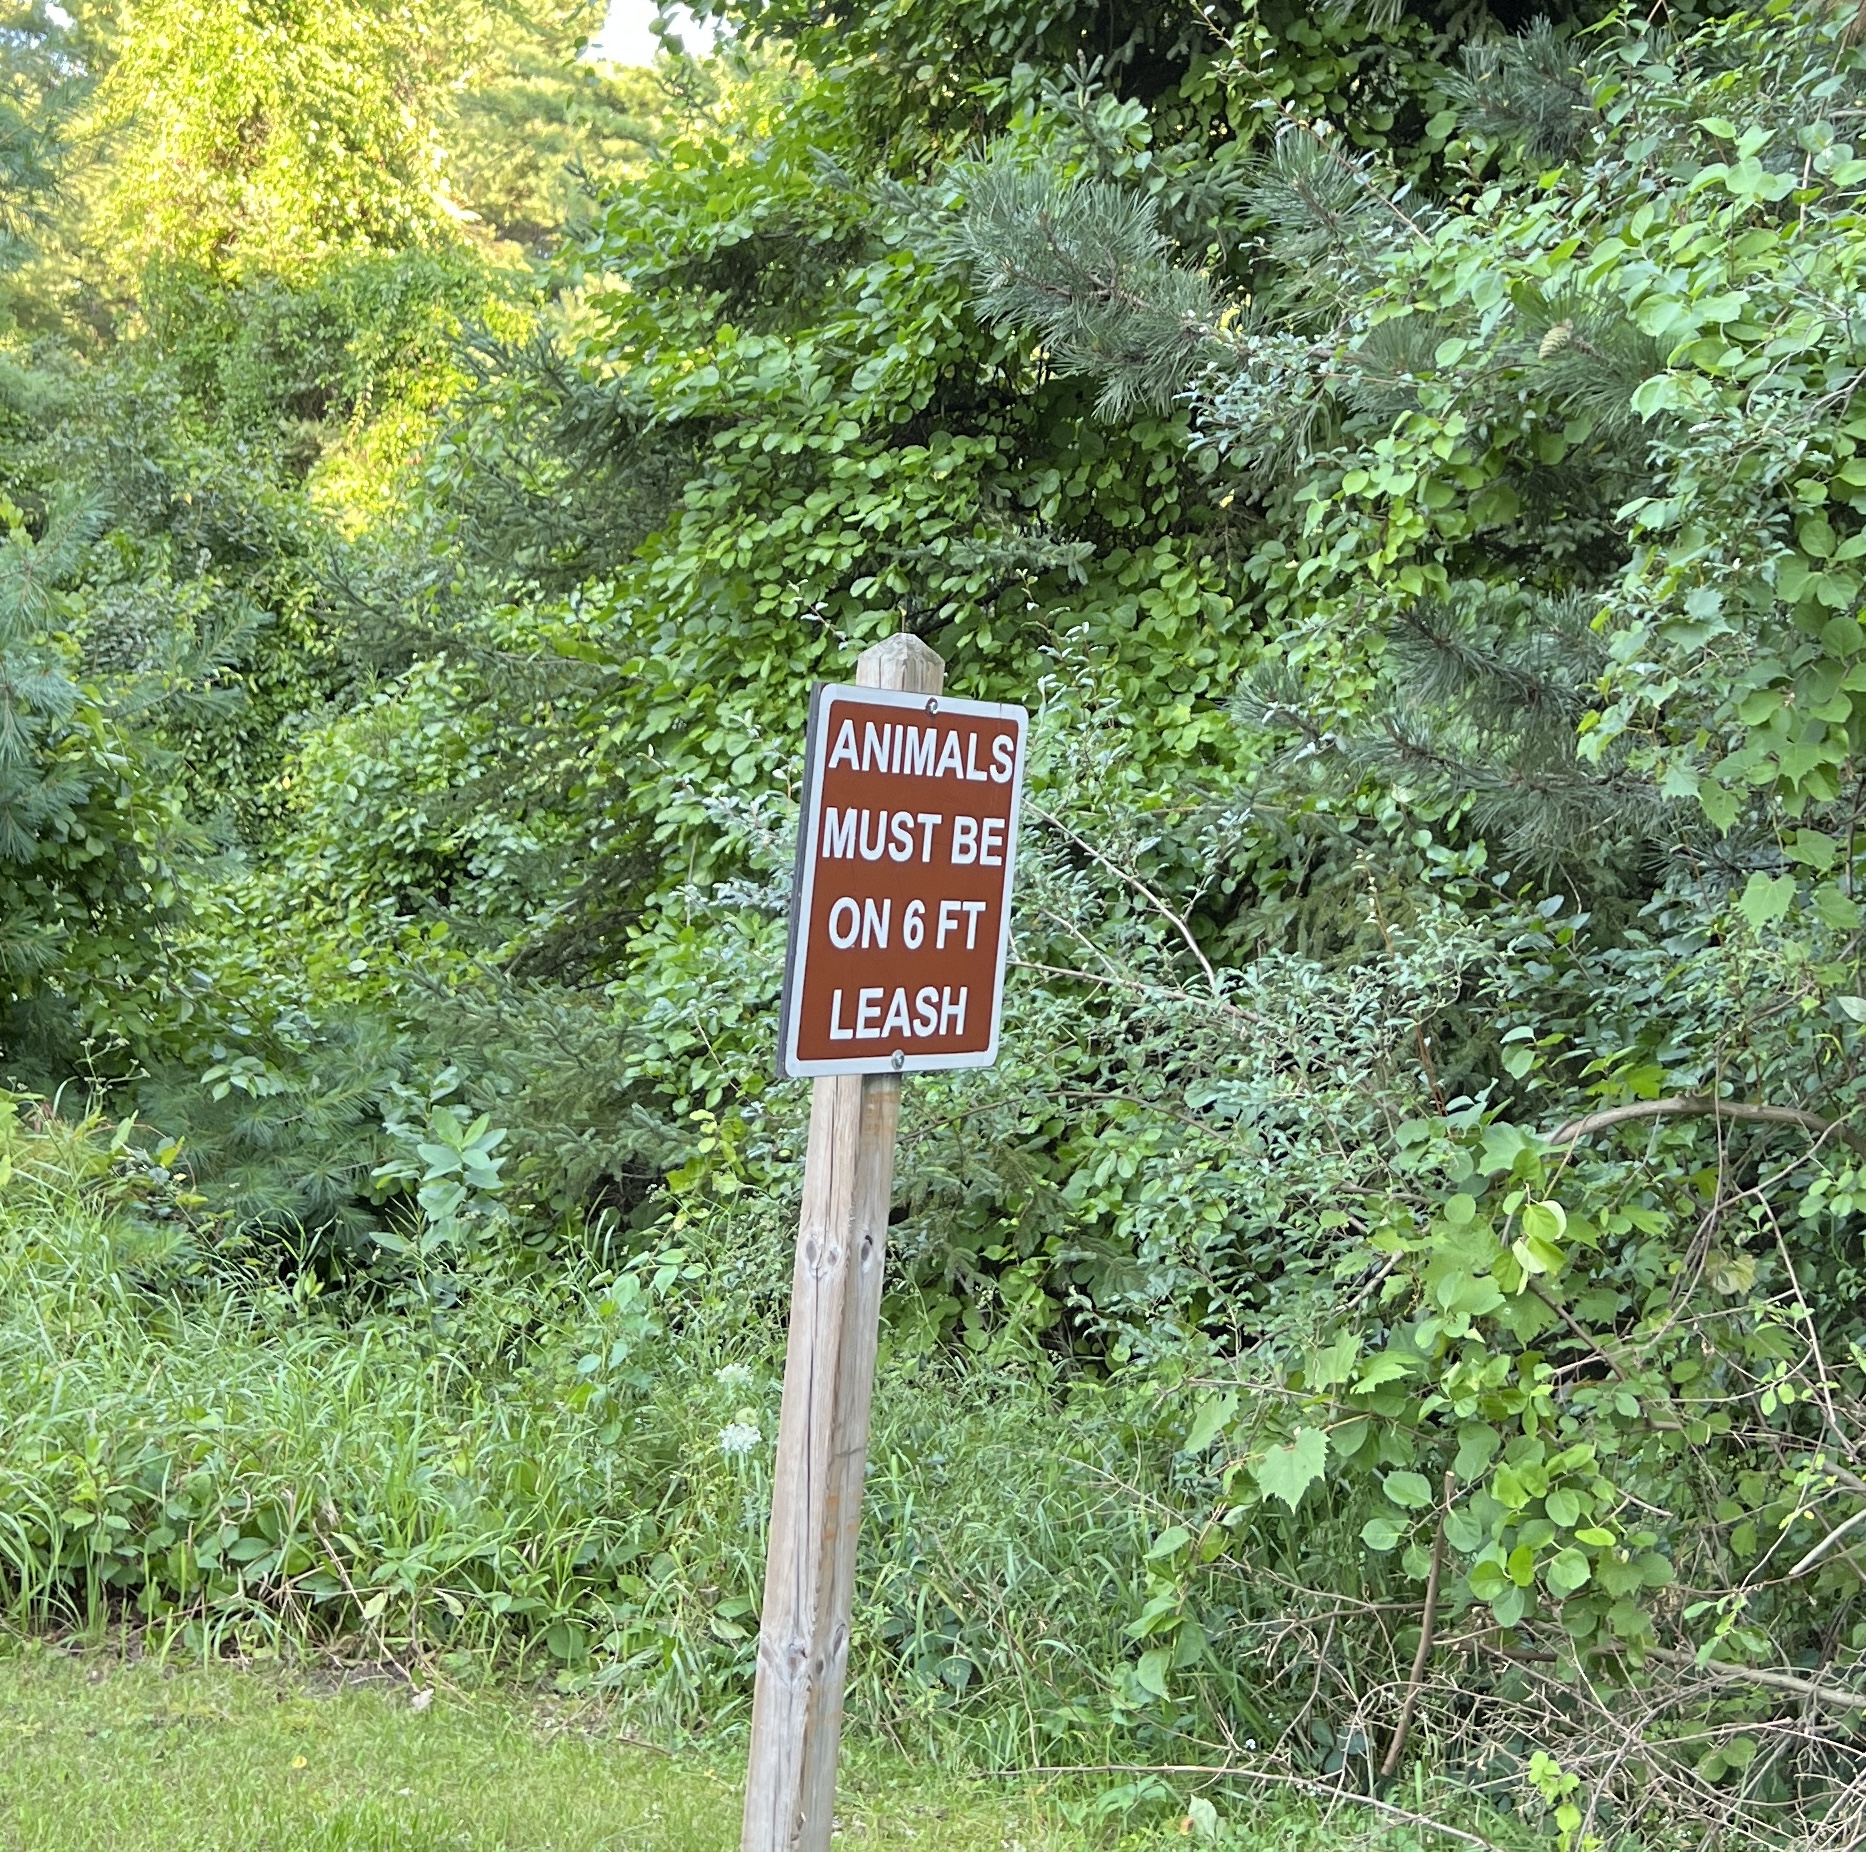 ANIMALS
MUST BE
ON 6 FT
LEASH